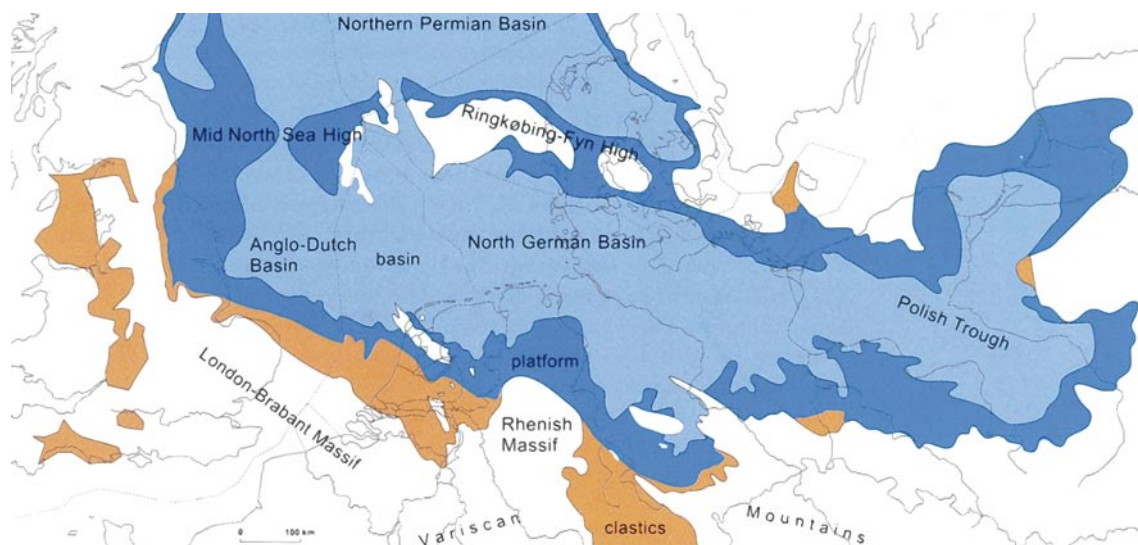 Northern Permian Basin
Mid North Sea High
Ringkøbing-Fyn High
Anglo-Dutch
Basin
basin
North German Basin
Polish Trough
platform
London-Brabant Massif
Rhenish
Massif
clastics
Variscan
Mountains
0 100 km